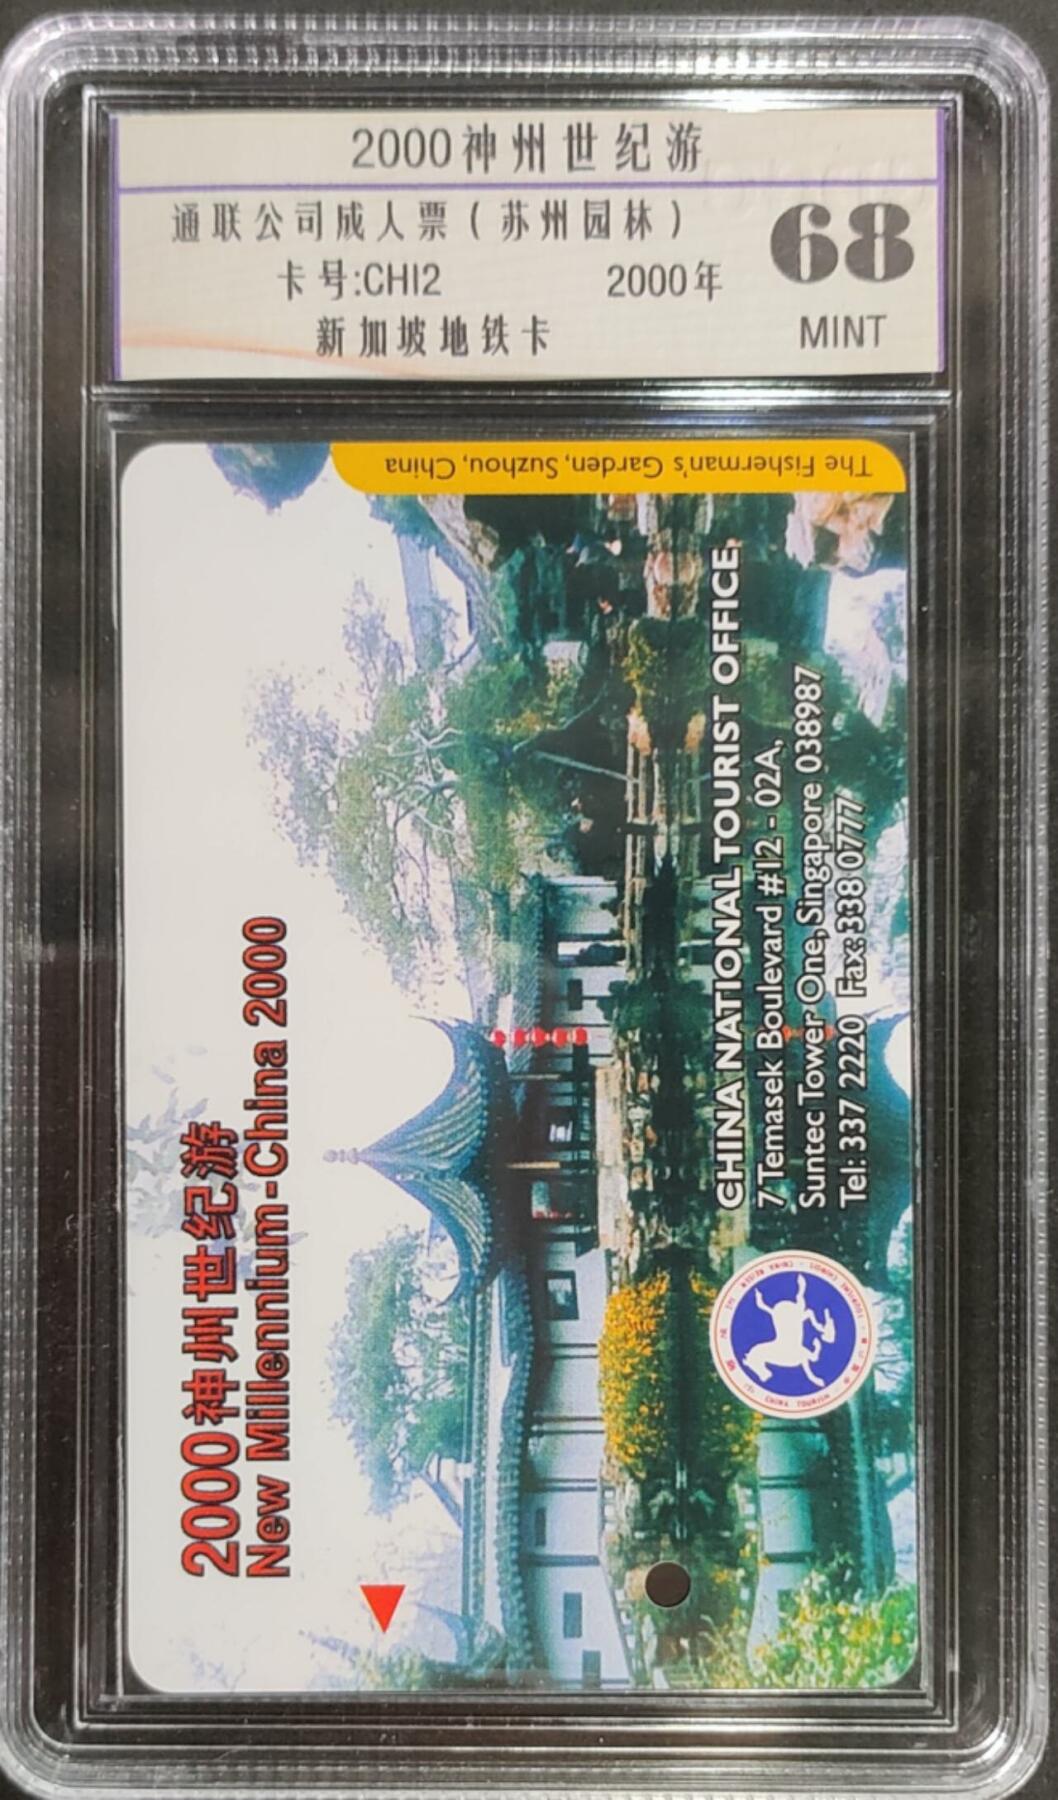 2000神州世纪游
通联公司成人票（苏州园林）
卡号:CHI2 2000年
新加坡地铁卡
68
MINT
The Fisherman's Garden, Suzhou, China
2000神州世纪游
New Millennium-China 2000
CHINA NATIONAL TOURIST OFFICE
7 Temasek Boulevard #12 - 02A,
Suntec Tower One, Singapore 038987
Tel: 337 2220 Fax: 338 0777